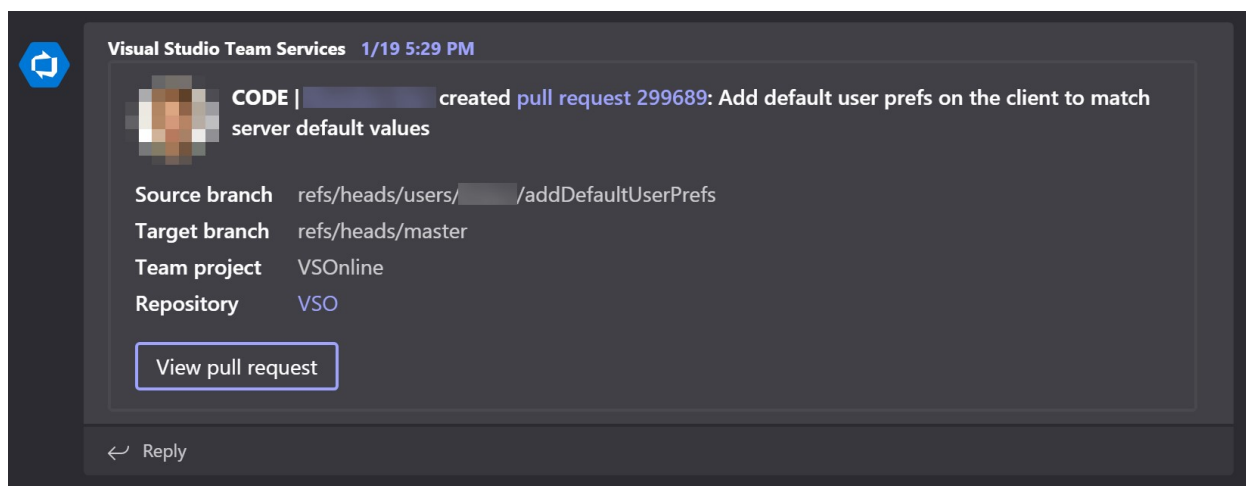 Visual Studio Team Services 1/19 5:29 PM
CODE | created pull request 299689: Add default user prefs on the client to match
server default values
Source branch refs/heads/users/ /addDefaultUserPrefs
Target branch refs/heads/master
Team project VSOnline
Repository VSO
View pull request
Reply